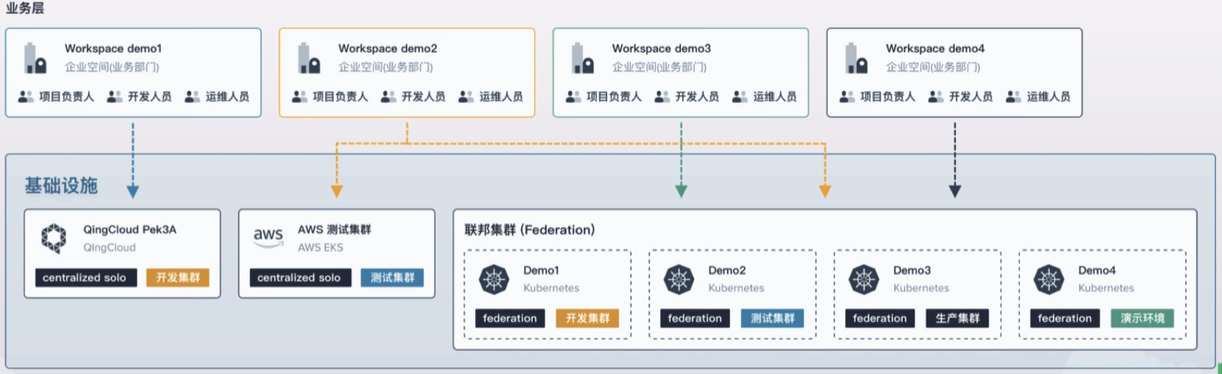 业务层
Workspace demo1
企业空间(业务部门)
项目负责人 开发人员 运维人员
Workspace demo2
企业空间(业务部门)
项目负责人 开发人员 运维人员
Workspace demo3
企业空间(业务部门)
项目负责人 开发人员 运维人员
Workspace demo4
企业空间(业务部门)
项目负责人 开发人员 运维人员
基础设施
QingCloud Pek3A
QIngCloud
centralized solo 开发集群
aws
AWS 测试集群
AWS EKS
centralized solo 测试集群
联邦集群 (Federation)
Demo1
Kubernetes
federation 开发集群
Demo2
Kubernetes
federation 测试集群
Demo3
Kubernetes
federation 生产集群
Demo4
Kubernetes
federation 演示环境